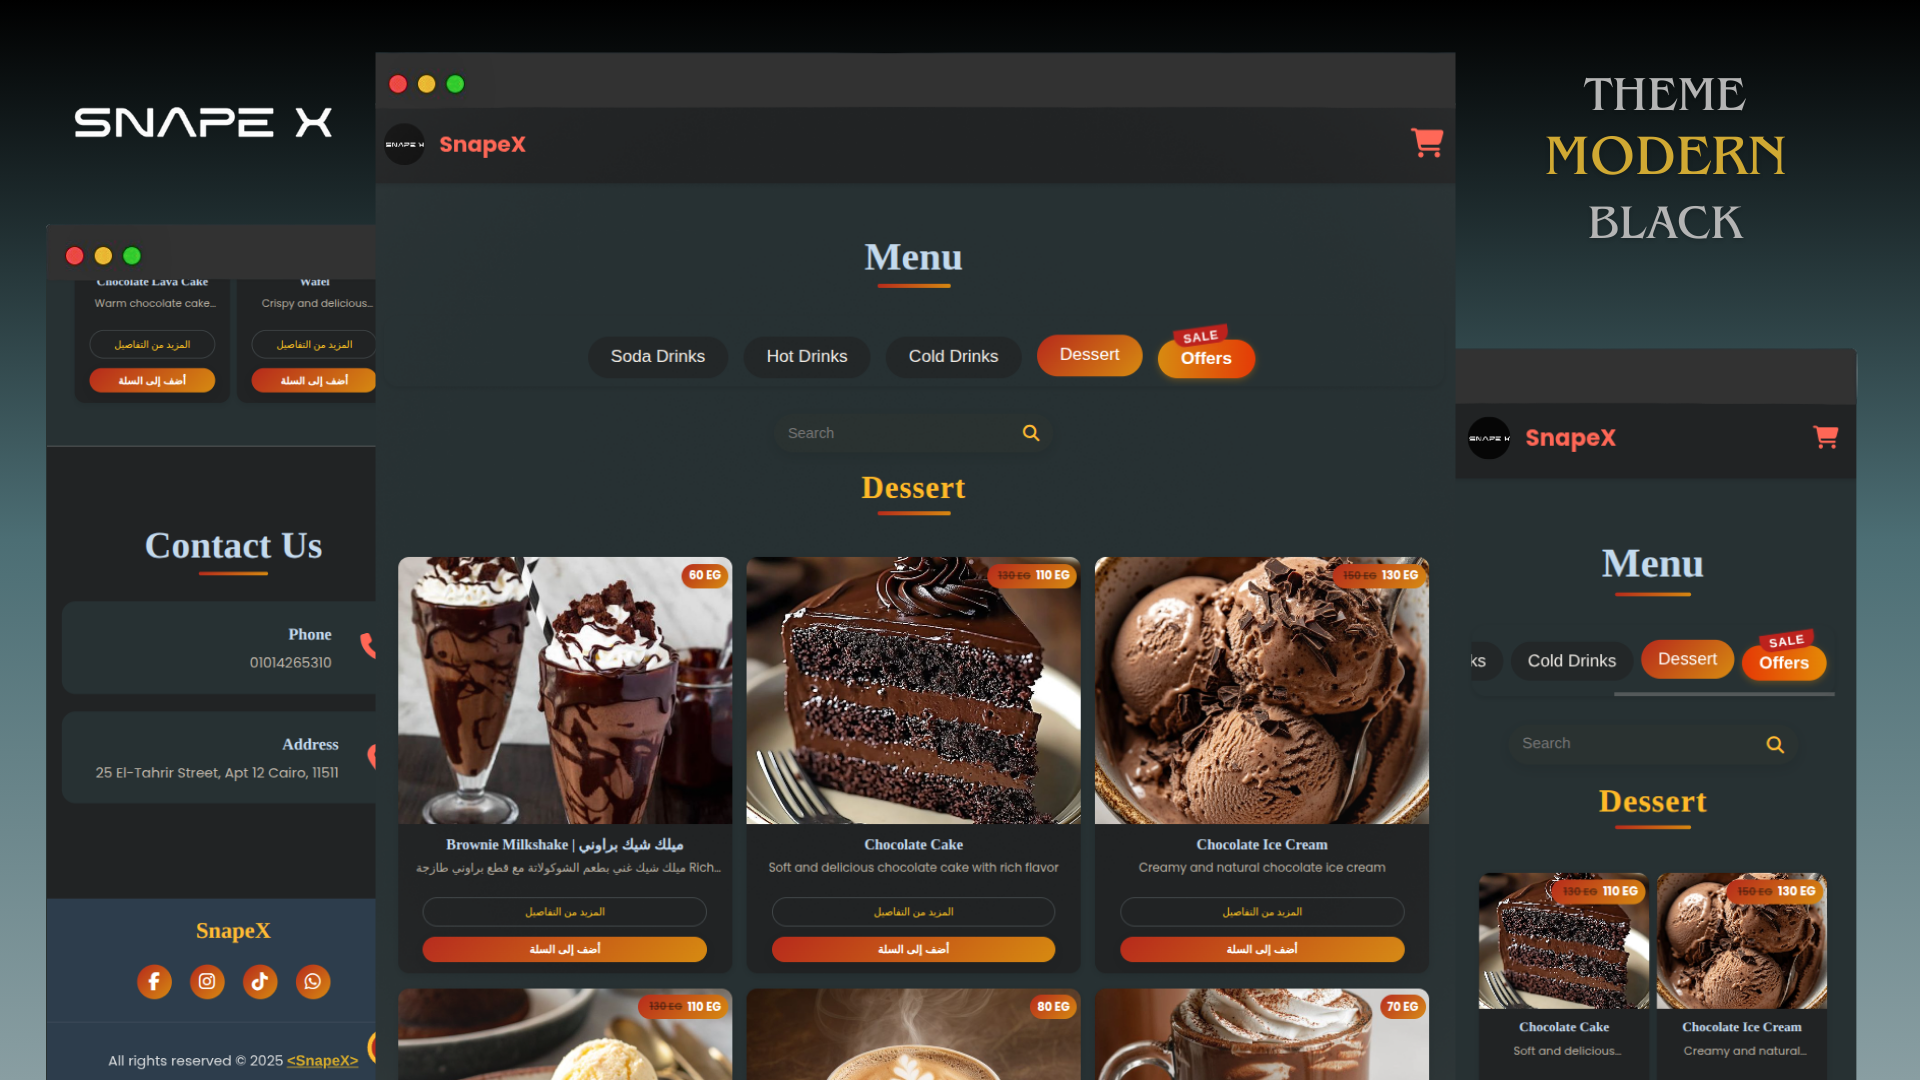 SNAPE X
THEME
MODERN
BLACK
SNAPE X
SnapeX
Menu
Soda Drinks
Hot Drinks
Cold Drinks
Dessert
SALE
Offers
Search
Dessert
60 EG
130 EG 110 EG
150 EG 130 EG
Brownie Milkshake | ميلك شيك براوني
ميلك شيك غني بطعم الشوكولاتة مع قطع براوني طازجة Rich...
المزيد من التفاصيل
أضف إلى السلة
Chocolate Cake
Soft and delicious chocolate cake with rich flavor
المزيد من التفاصيل
أضف إلى السلة
Chocolate Ice Cream
Creamy and natural chocolate ice cream
المزيد من التفاصيل
أضف إلى السلة
130 EG 110 EG
80 EG
70 EG
Chocolate Lava Cake
Warm chocolate cake...
المزيد من التفاصيل
أضف إلى السلة
Wafel
Crispy and delicious...
المزيد من التفاصيل
أضف إلى السلة
Contact Us
Phone
01014265310
Address
25 El-Tahrir Street, Apt 12 Cairo, 11511
SnapeX
All rights reserved © 2025 <SnapeX>
SNAPE X
SnapeX
Menu
ks
Cold Drinks
Dessert
SALE
Offers
Search
Dessert
130 EG 110 EG
150 EG 130 EG
Chocolate Cake
Soft and delicious...
Chocolate Ice Cream
Creamy and natural...